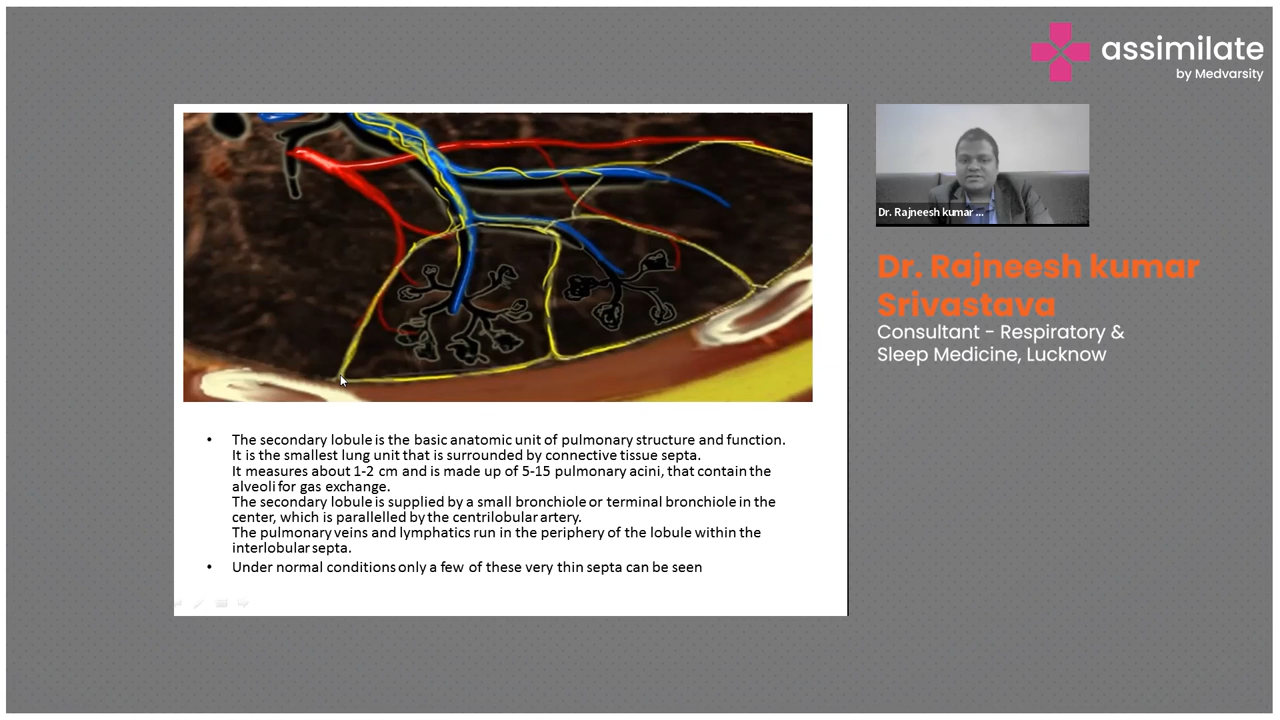 assimilate
by Medvarsity
Dr. Rajneesh kumar ...
Dr. Rajneesh kumar
Srivastava
Consultant - Respiratory &
Sleep Medicine, Lucknow
• The secondary lobule is the basic anatomic unit of pulmonary structure and function.
It is the smallest lung unit that is surrounded by connective tissue septa.
It measures about 1-2 cm and is made up of 5-15 pulmonary acini, that contain the
alveoli for gas exchange.
The secondary lobule is supplied by a small bronchiole or terminal bronchiole in the
center, which is parallelled by the centrilobular artery.
The pulmonary veins and lymphatics run in the periphery of the lobule within the
interlobular septa.
• Under normal conditions only a few of these very thin septa can be seen